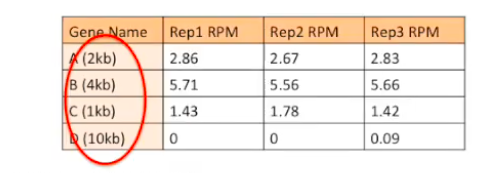 Gene Name Rep1 RPM Rep2 RPM Rep3 RPM
A (2kb) 2.86 2.67 2.83
B (4kb) 5.71 5.56 5.66
C (1kb) 1.43 1.78 1.42
D (10kb) 0 0 0.09